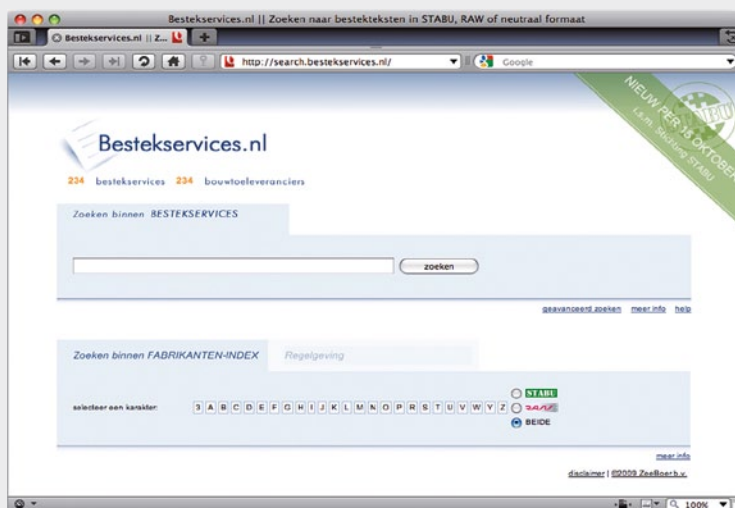 Bestekservices.nl || Zoeken naar bestekteksten in STABU, RAW of neutraal formaat
Bestekservices.nl || Z...
http://search.bestekservices.nl/
Google
NIEUW PER 15 OKTOBER
i.s.m. Stichting STABU
STABU
Bestekservices.nl
234 bestekservices 234 bouwtoeleveranciers
Zoeken binnen BESTEKSERVICES
zoeken
geavanceerd zoeken meer info help
Zoeken binnen FABRIKANTEN-INDEX Regelgeving
selecteer een karakter: 3 A B C D E F G H I J K L M N O P R S T U V W Y Z
STABU
RAW
BEIDE
meer info
disclaimer | ©2009 ZeeBoer b.v.
100%